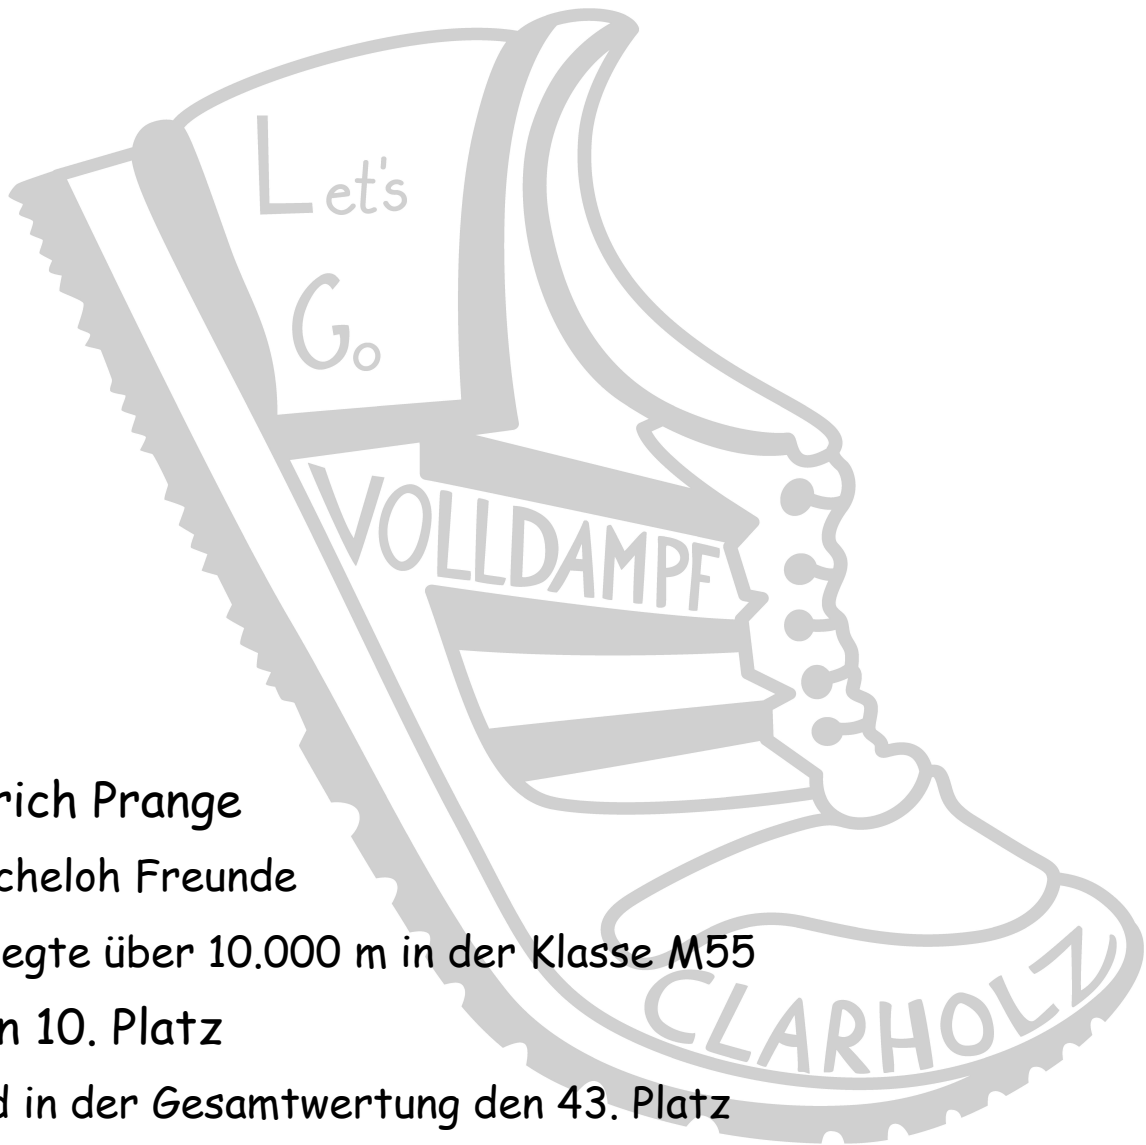 Let's
Go
VOLLDAMPF
rich Prange
cheloh Freunde
egte über 10.000 m in der Klasse M55
n 10. Platz
d in der Gesamtwertung den 43. Platz
CLARHOLZ